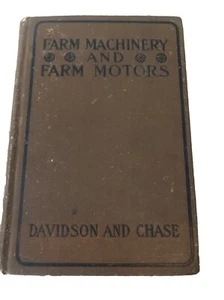 FARM MACHINERY
AND
FARM MOTORS
DAVIDSON AND CHASE